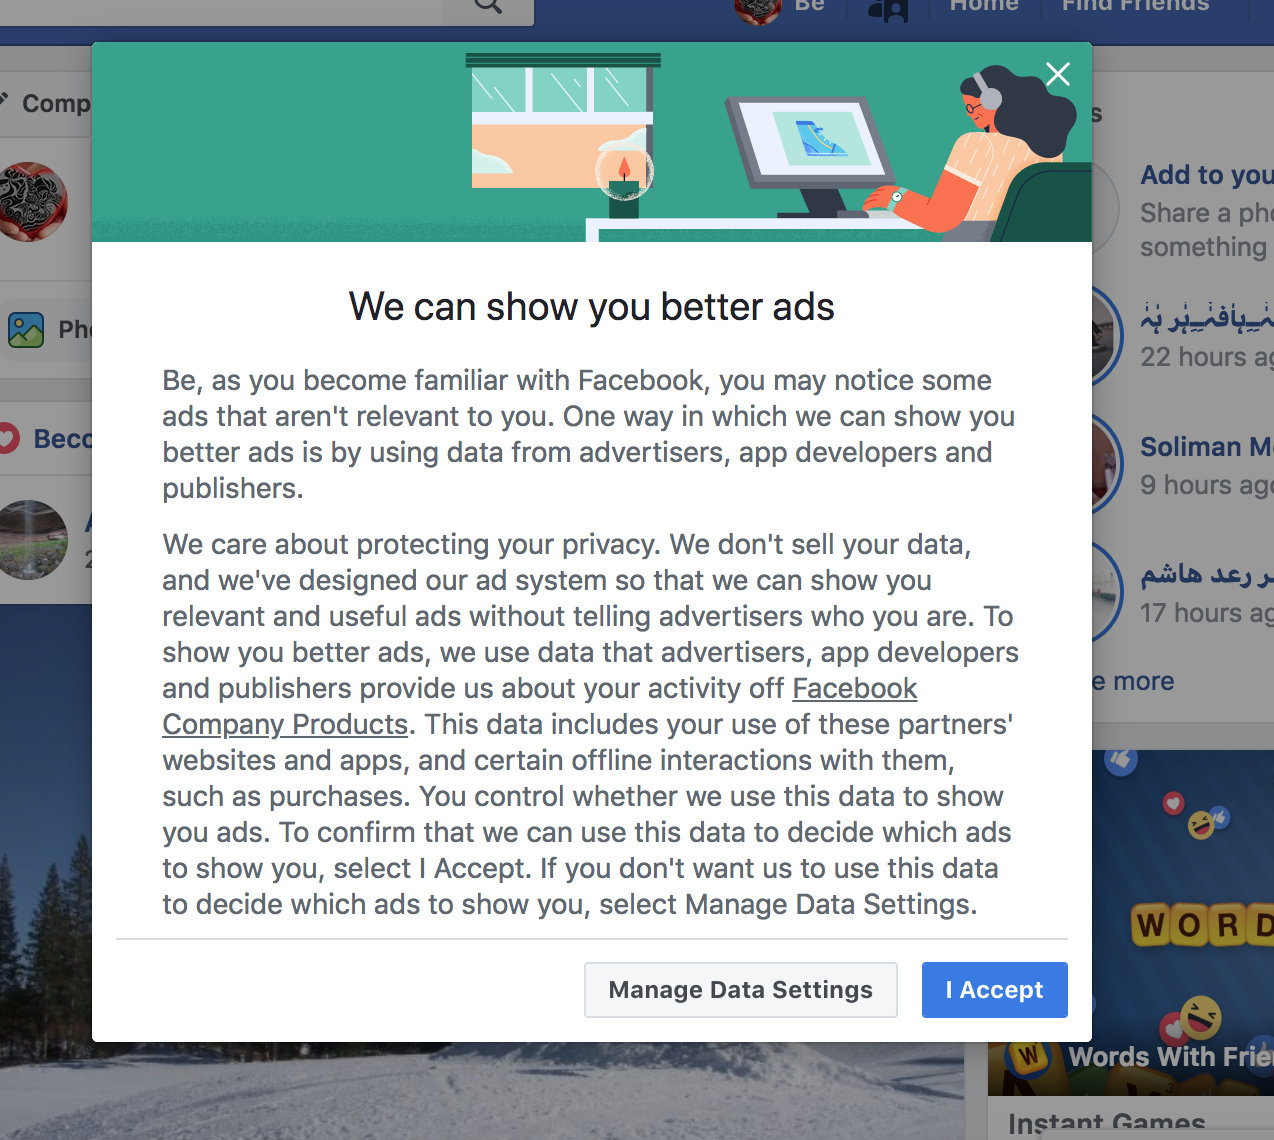 Be
Home
Find Friends
Comp
s
We can show you better ads
Be, as you become familiar with Facebook, you may notice some
ads that aren't relevant to you. One way in which we can show you
better ads is by using data from advertisers, app developers and
publishers.
We care about protecting your privacy. We don't sell your data,
and we've designed our ad system so that we can show you
relevant and useful ads without telling advertisers who you are. To
show you better ads, we use data that advertisers, app developers
and publishers provide us about your activity off Facebook
Company Products. This data includes your use of these partners'
websites and apps, and certain offline interactions with them,
such as purchases. You control whether we use this data to show
you ads. To confirm that we can use this data to decide which ads
to show you, select I Accept. If you don't want us to use this data
to decide which ads to show you, select Manage Data Settings.
Manage Data Settings
I Accept
Pho
Beco
Add to you
Share a pho
something
22 hours ag
Soliman M
9 hours ago
ر رعد هاشم
17 hours ag
e more
WORD
W
Words With Frie
Instant Games